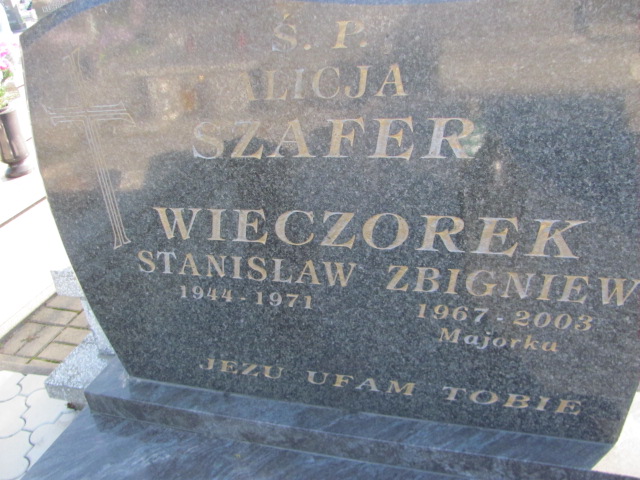 Ś. P.
ALICJA
SZAFER
WIECZOREK
STANISŁAW ZBIGNIEW
1944 - 1971 1967 - 2003
Majorka
JEZU UFAM TOBIE